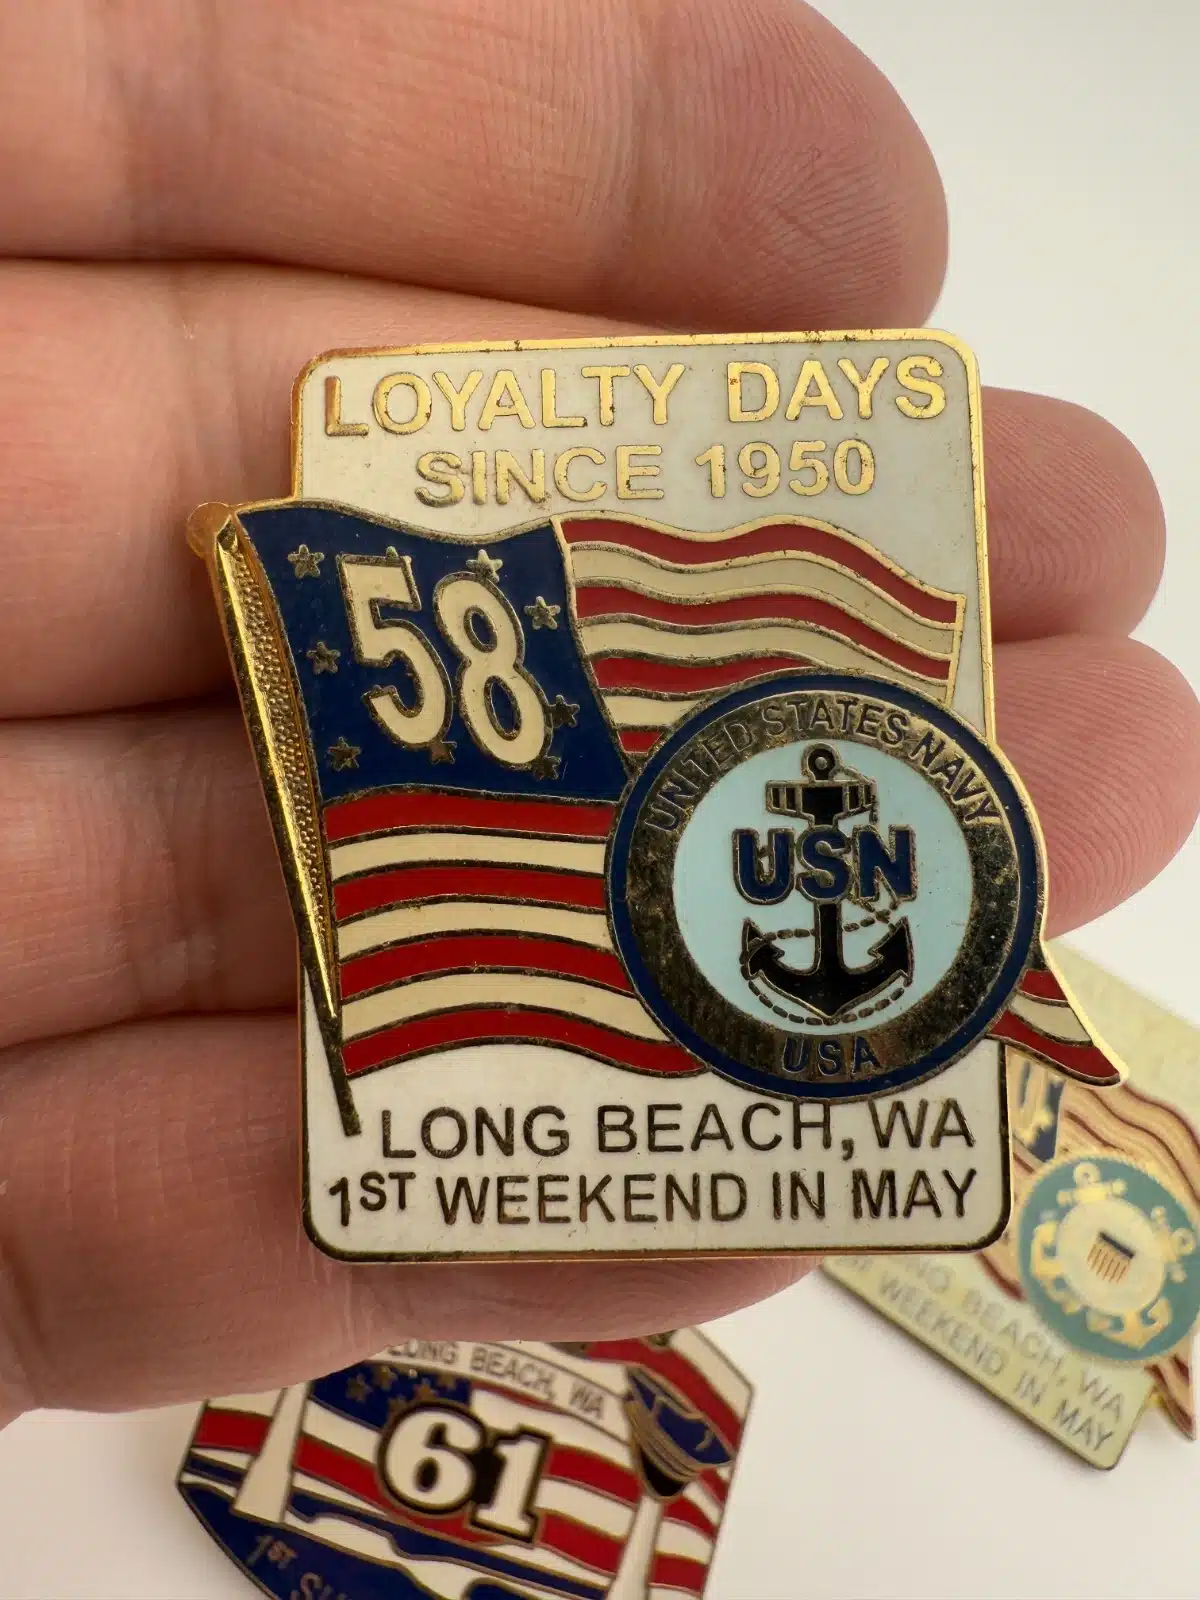 LOYALTY DAYS
SINCE 1950
58
UNITED STATES NAVY
USN
USA
LONG BEACH, WA
1ST WEEKEND IN MAY
BEACH, WA
WEEKEND IN MAY
LONG BEACH, WA
61
1ST